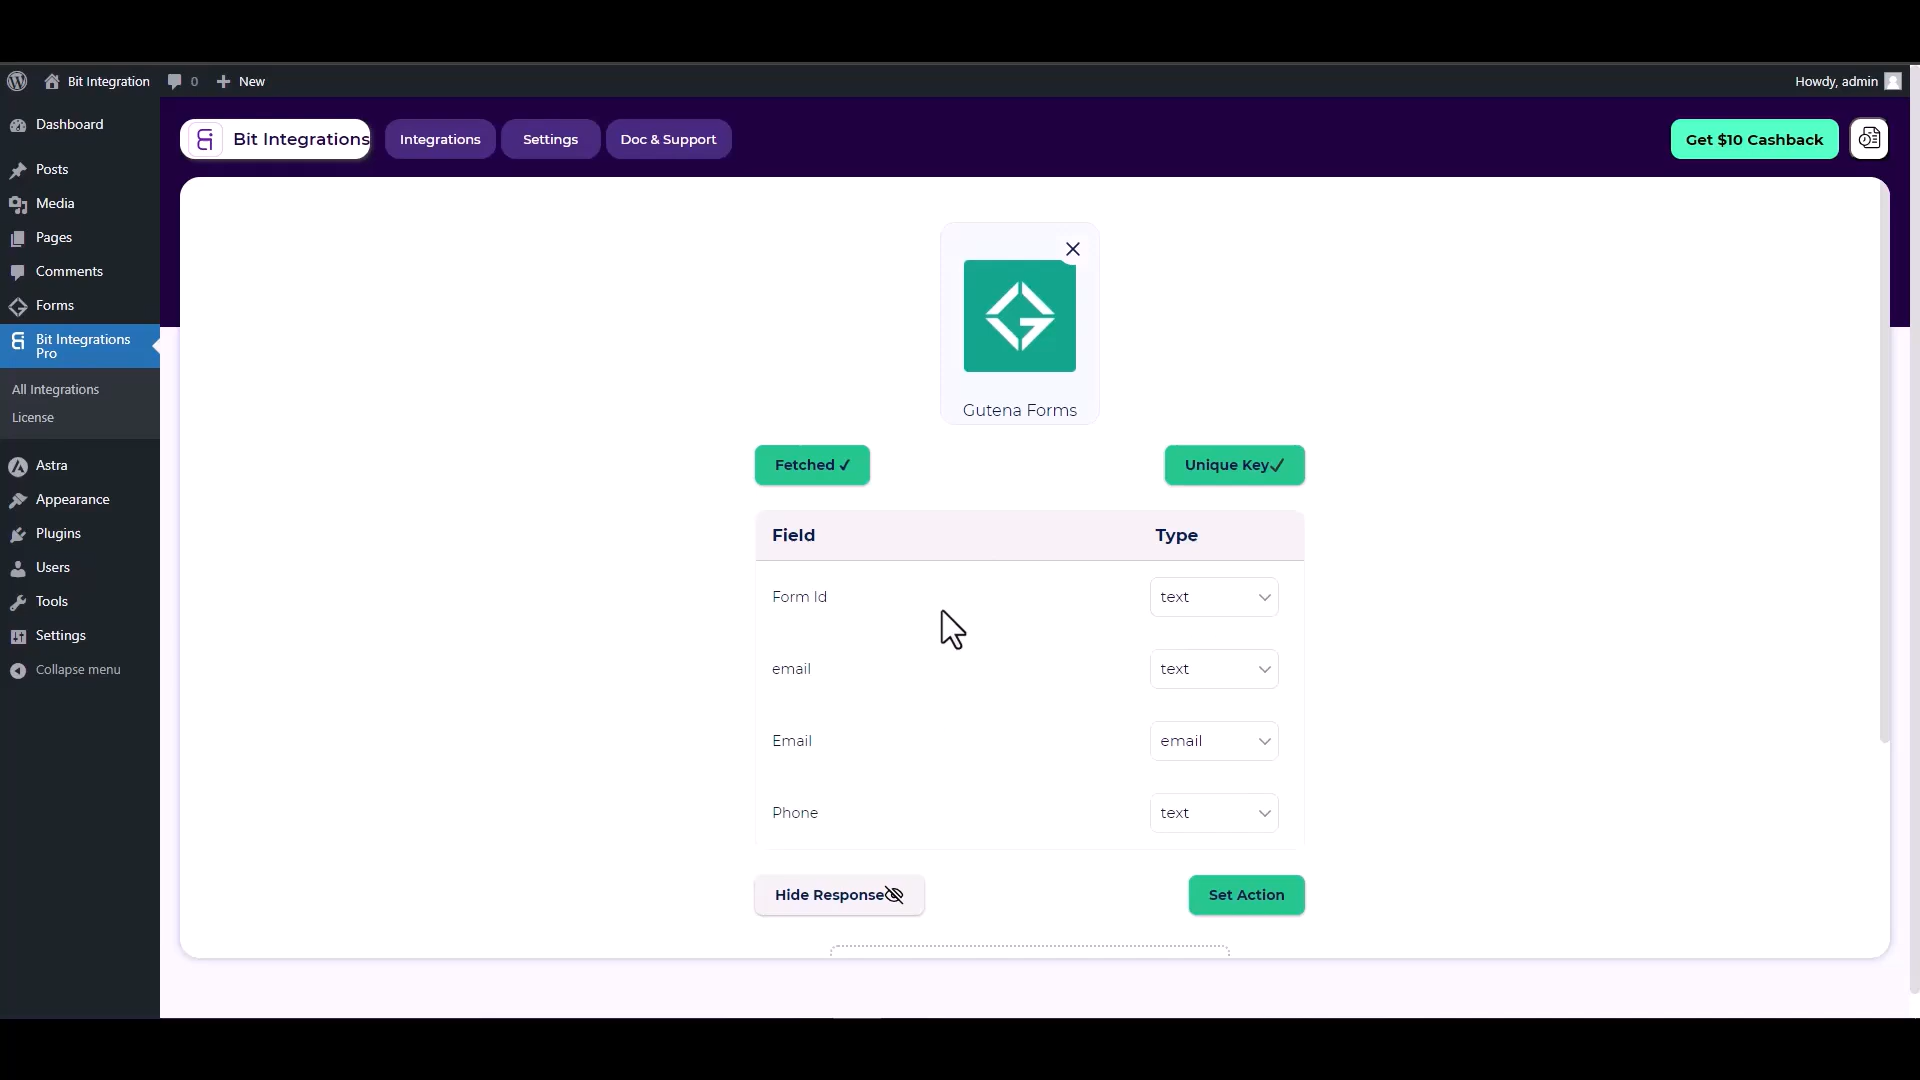 Bit Integration
0
New
Howdy, admin
Dashboard
Posts
Media
Pages
Comments
Forms
Bit Integrations
Pro
All Integrations
License
Astra
Appearance
Plugins
Users
Tools
Settings
Collapse menu
Bit Integrations
Integrations
Settings
Doc & Support
Get $10 Cashback
Gutena Forms
Fetched ✓
Unique Key✓
Field
Type
Form Id
text
email
text
Email
email
Phone
text
Hide Response
Set Action